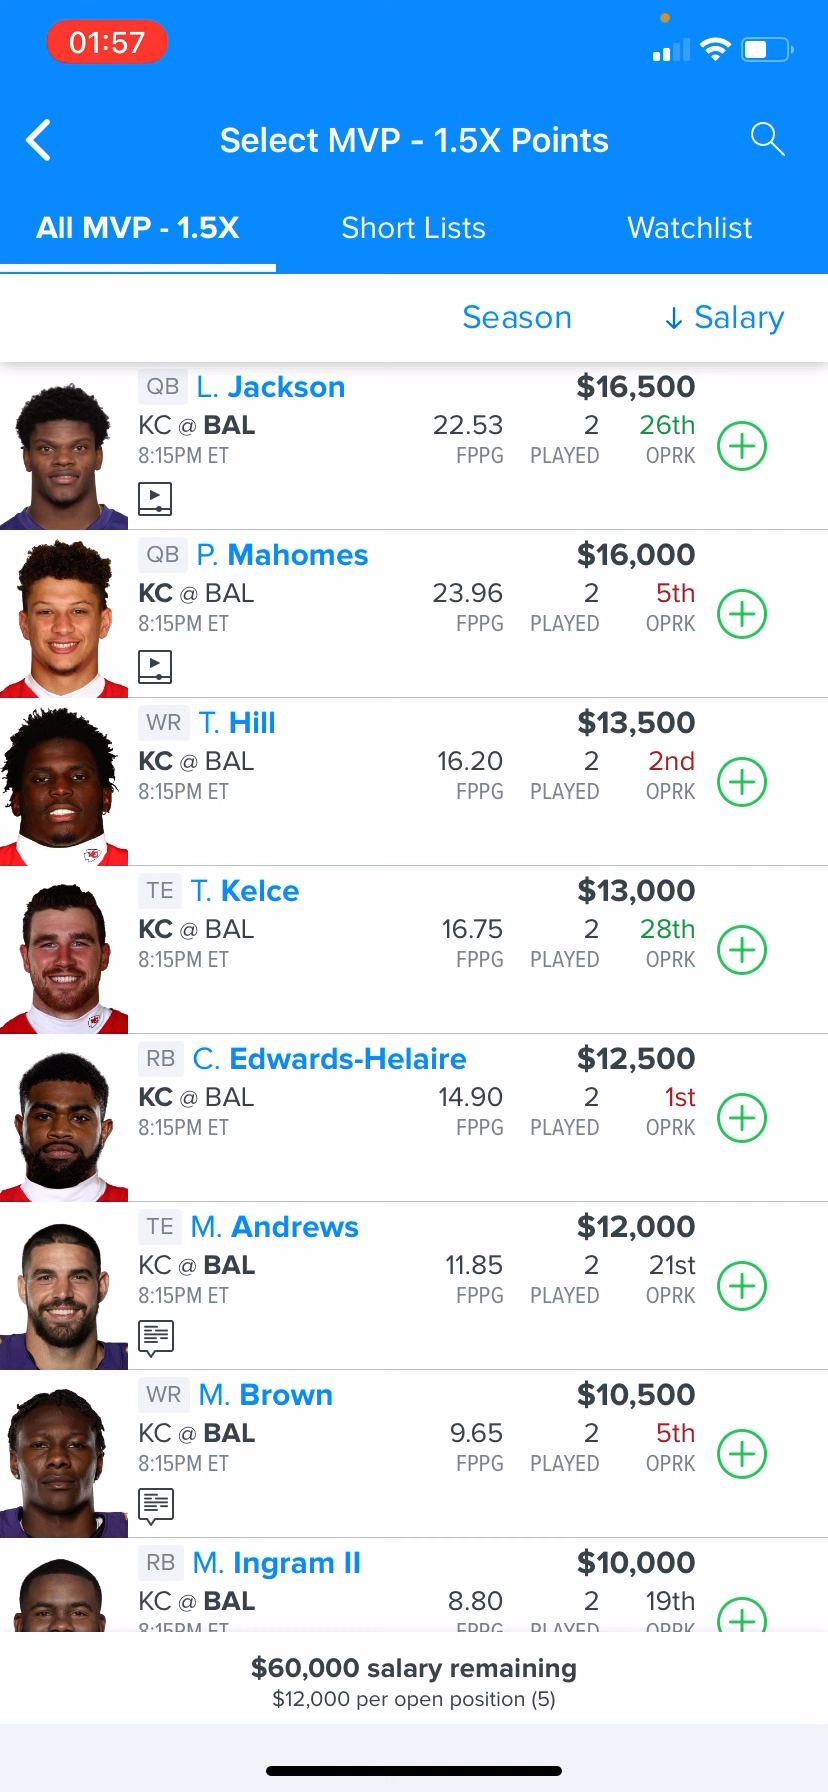 01:57
Select MVP - 1.5X Points
All MVP - 1.5X Short Lists Watchlist
Season ↓ Salary
QB L. Jackson $16,500
KC @ BAL 22.53 2 26th
8:15PM ET FPPG PLAYED OPRK
QB P. Mahomes $16,000
KC @ BAL 23.96 2 5th
8:15PM ET FPPG PLAYED OPRK
WR T. Hill $13,500
KC @ BAL 16.20 2 2nd
8:15PM ET FPPG PLAYED OPRK
TE T. Kelce $13,000
KC @ BAL 16.75 2 28th
8:15PM ET FPPG PLAYED OPRK
RB C. Edwards-Helaire $12,500
KC @ BAL 14.90 2 1st
8:15PM ET FPPG PLAYED OPRK
TE M. Andrews $12,000
KC @ BAL 11.85 2 21st
8:15PM ET FPPG PLAYED OPRK
WR M. Brown $10,500
KC @ BAL 9.65 2 5th
8:15PM ET FPPG PLAYED OPRK
RB M. Ingram II $10,000
KC @ BAL 8.80 2 19th
8:15PM ET FPPG PLAYED OPRK
$60,000 salary remaining
$12,000 per open position (5)